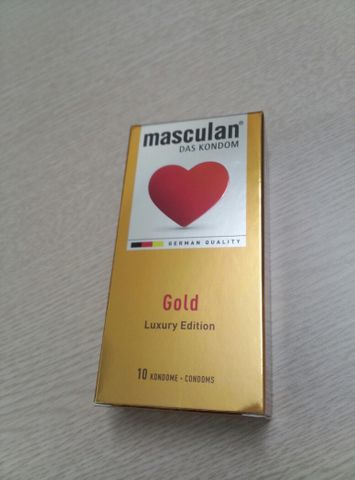 masculan®
DAS KONDOM
GERMAN QUALITY
Gold
Luxury Edition
10 KONDOME • CONDOMS